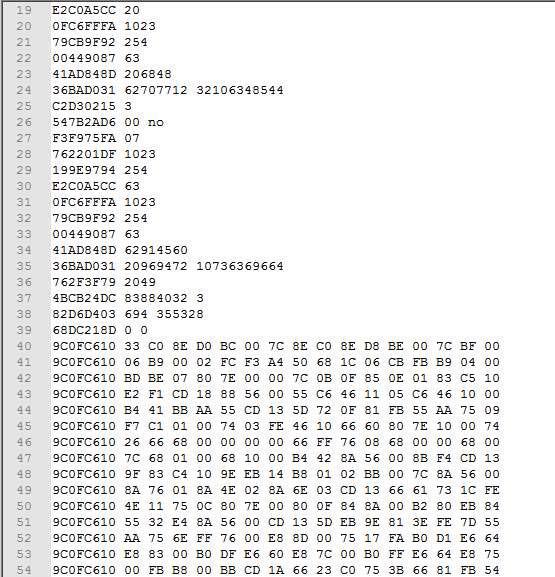 19 E2C0A5CC 20
20 0FC6FFFA 1023
21 79CB9F92 254
22 00449087 63
23 41AD848D 206848
24 36BAD031 62707712 32106348544
25 C2D30215 3
26 547B2AD6 00 no
27 F3F975FA 07
28 762201DF 1023
29 199E9794 254
30 E2C0A5CC 63
31 0FC6FFFA 1023
32 79CB9F92 254
33 00449087 63
34 41AD848D 62914560
35 36BAD031 20969472 10736369664
36 762F3F79 2049
37 4BCB24DC 83884032 3
38 82D6D403 694 355328
39 68DC218D 0 0
40 9C0FC610 33 C0 8E D0 BC 00 7C 8E C0 8E D8 BE 00 7C BF 00
41 9C0FC610 06 B9 00 02 FC F3 A4 50 68 1C 06 CB FB B9 04 00
42 9C0FC610 BD BE 07 80 7E 00 00 7C 0B 0F 85 0E 01 83 C5 10
43 9C0FC610 E2 F1 CD 18 88 56 00 55 C6 46 11 05 C6 46 10 00
44 9C0FC610 B4 41 BB AA 55 CD 13 5D 72 0F 81 FB 55 AA 75 09
45 9C0FC610 F7 C1 01 00 74 03 FE 46 10 66 60 80 7E 10 00 74
46 9C0FC610 26 66 68 00 00 00 00 66 FF 76 08 68 00 00 68 00
47 9C0FC610 7C 68 01 00 68 10 00 B4 42 8A 56 00 8B F4 CD 13
48 9C0FC610 9F 83 C4 10 9E EB 14 B8 01 02 BB 00 7C 8A 56 00
49 9C0FC610 8A 76 01 8A 4E 02 8A 6E 03 CD 13 66 61 73 1C FE
50 9C0FC610 4E 11 75 0C 80 7E 00 80 0F 84 8A 00 B2 80 EB 84
51 9C0FC610 55 32 E4 8A 56 00 CD 13 5D EB 9E 81 3E FE 7D 55
52 9C0FC610 AA 75 6E FF 76 00 E8 8D 00 75 17 FA B0 D1 E6 64
53 9C0FC610 E8 83 00 B0 DF E6 60 E8 7C 00 B0 FF E6 64 E8 75
54 9C0FC610 00 FB B8 00 BB CD 1A 66 23 C0 75 3B 66 81 FB 54